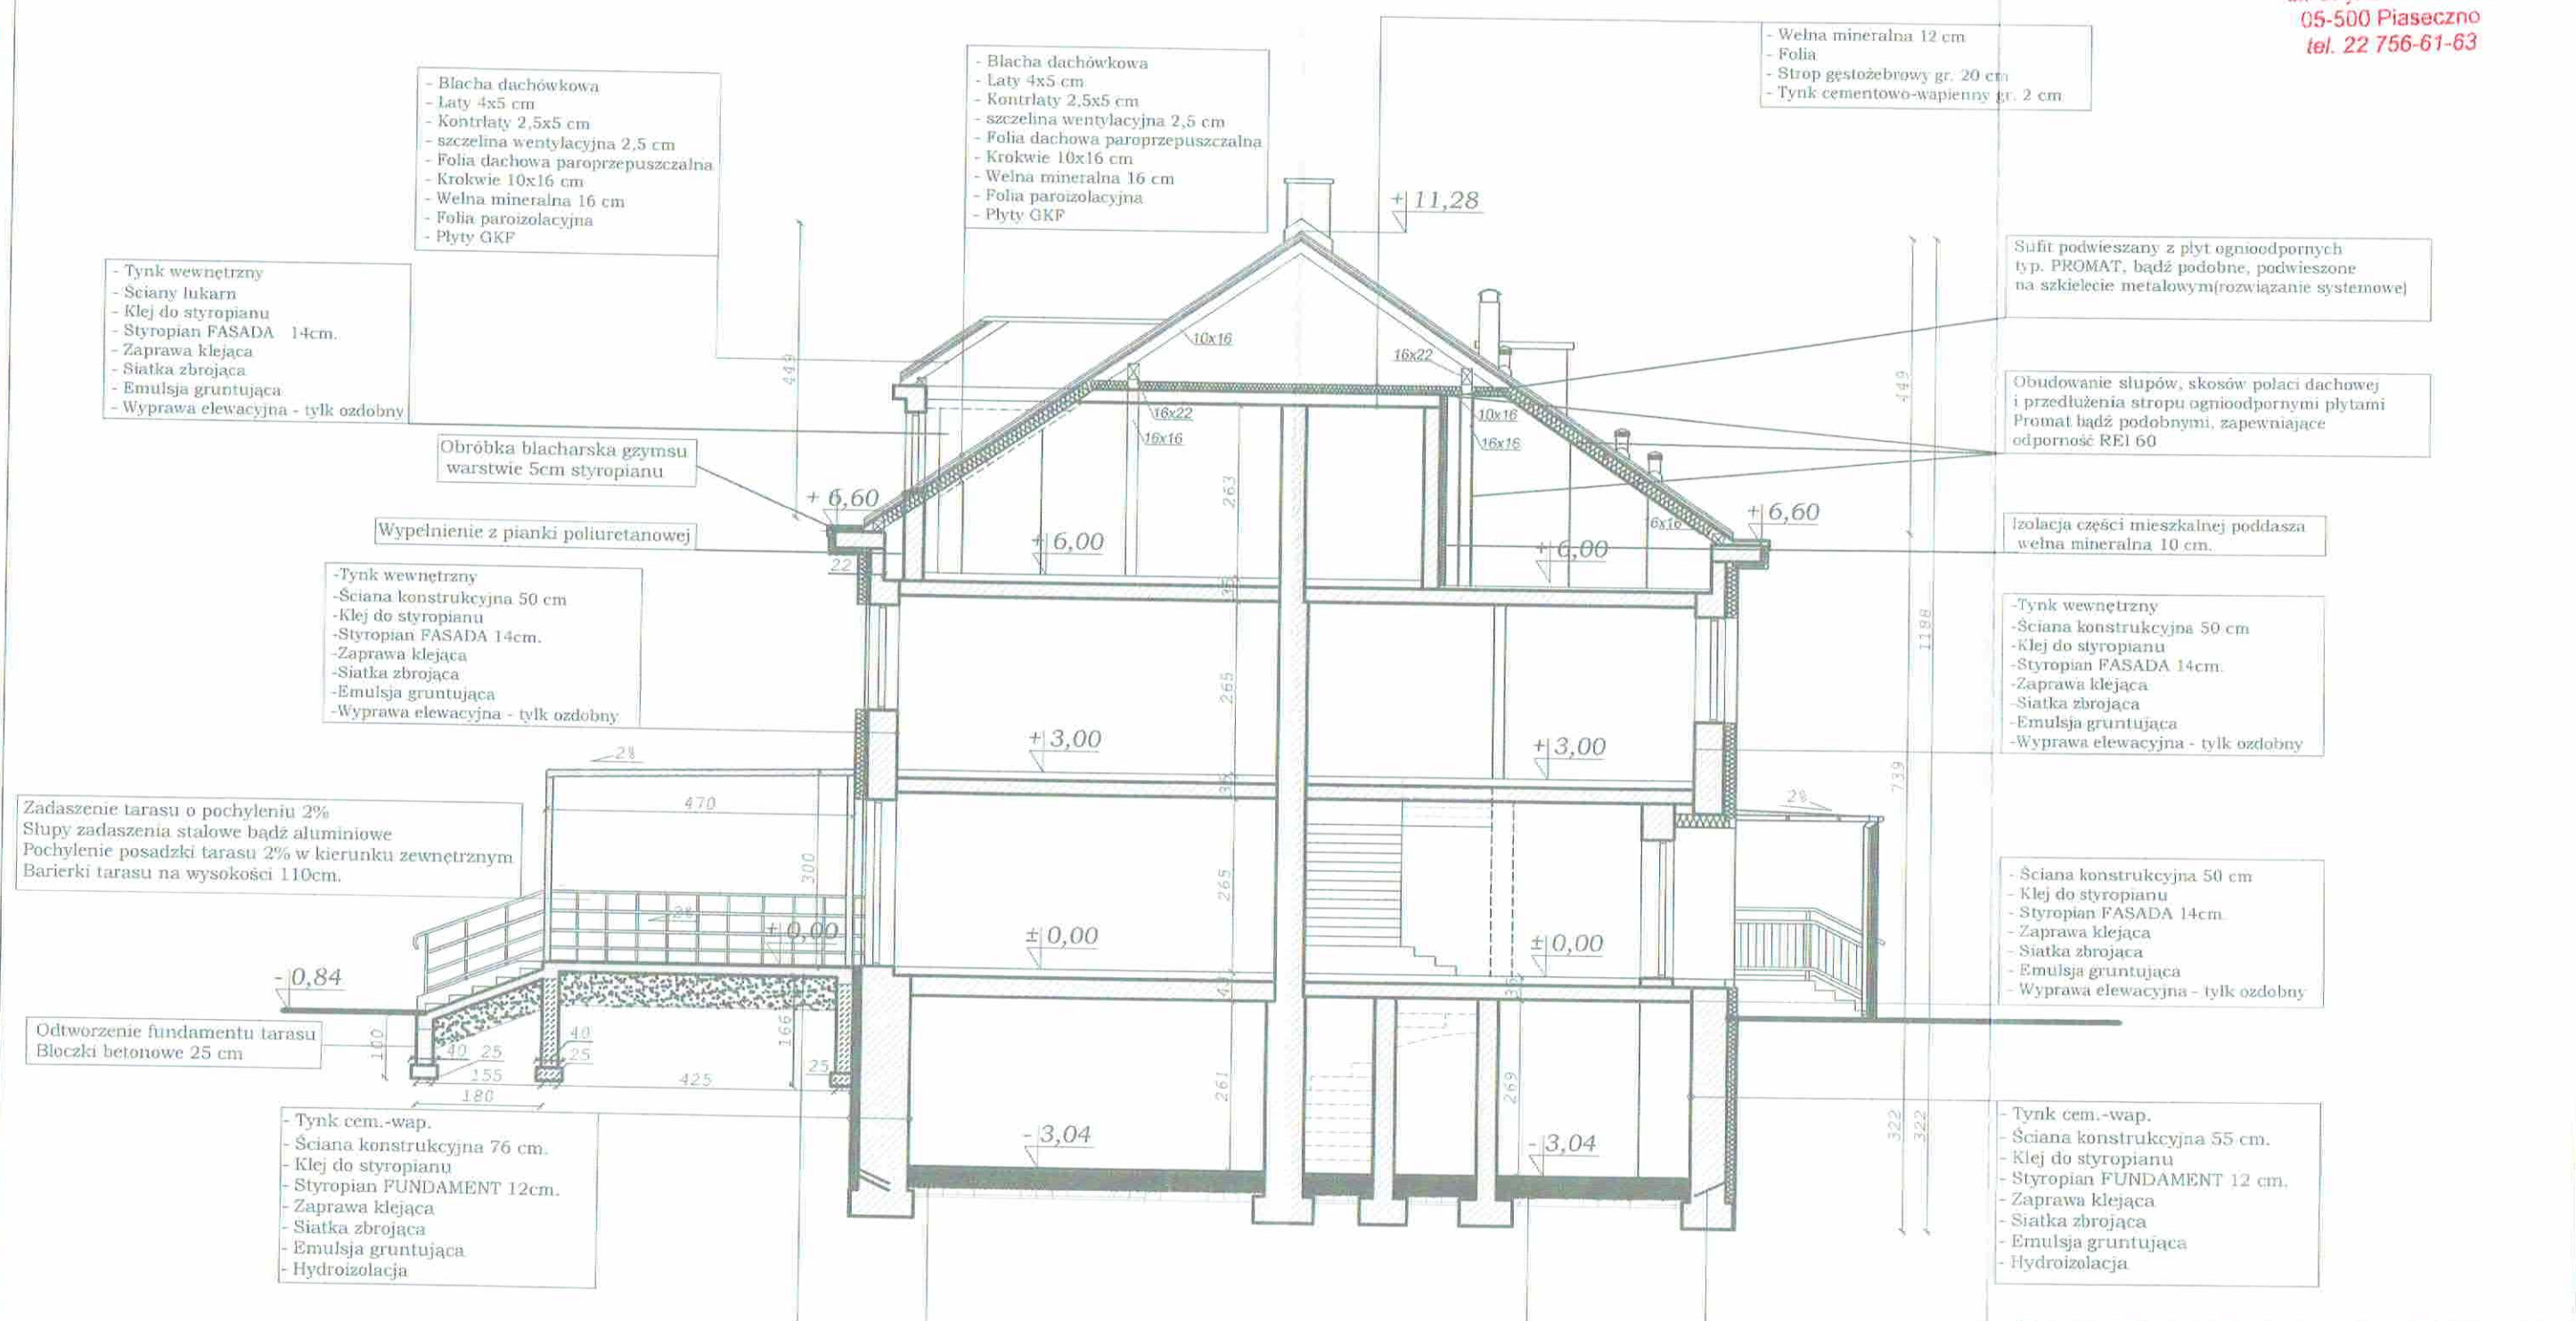 05-500 Piaseczno
tel. 22 756-61-63
- Wełna mineralna 12 cm
- Folia
- Strop gęstożebrowy gr. 20 cm
- Tynk cementowo-wapienny gr. 2 cm
- Blacha dachówkowa
- Łaty 4x5 cm
- Kontrłaty 2,5x5 cm
- szczelina wentylacyjna 2,5 cm
- Folia dachowa paroprzepuszczalna
- Krokwie 10x16 cm
- Wełna mineralna 16 cm
- Folia paroizolacyjna
- Płyty GKF
- Blacha dachówkowa
- Łaty 4x5 cm
- Kontrłaty 2,5x5 cm
- szczelina wentylacyjna 2,5 cm
- Folia dachowa paroprzepuszczalna
- Krokwie 10x16 cm
- Wełna mineralna 16 cm
- Folia paroizolacyjna
- Płyty GKF
+ 11,28
- Tynk wewnętrzny
- Ściany lukarn
- Klej do styropianu
- Styropian FASADA 14cm.
- Zaprawa klejąca
- Siatka zbrojąca
- Emulsja gruntująca
- Wyprawa elewacyjna - tylk ozdobny
Sufit podwieszany z płyt ognioodpornych
typ. PROMAT, bądź podobne, podwieszone
na szkielecie metalowym(rozwiązanie systemowe)
449
10x16
16x22
449
Obudowanie słupów, skosów połaci dachowej
i przedłużenia stropu ognioodpornymi płytami
Promat bądź podobnymi, zapewniające
odporność REI 60
16x22
16x16
10x16
16x16
Obróbka blacharska gzymsu
warstwie 5cm styropianu
+ 6,60
263
6x16
+ 6,60
Wypełnienie z pianki poliuretanowej
+ 6,00
+ 6,00
Izolacja części mieszkalnej poddasza
wełna mineralna 10 cm.
22
35
-Tynk wewnętrzny
-Ściana konstrukcyjna 50 cm
-Klej do styropianu
-Styropian FASADA 14cm.
-Zaprawa klejąca
-Siatka zbrojąca
-Emulsja gruntująca
-Wyprawa elewacyjna - tylk ozdobny
-Tynk wewnętrzny
-Ściana konstrukcyjna 50 cm
-Klej do styropianu
-Styropian FASADA 14cm.
-Zaprawa klejąca
-Siatka zbrojąca
-Emulsja gruntująca
-Wyprawa elewacyjna - tylk ozdobny
1188
265
+ 3,00
+ 3,00
2%
35
739
2%
470
Zadaszenie tarasu o pochyleniu 2%
Słupy zadaszenia stalowe bądź aluminiowe
Pochylenie posadzki tarasu 2% w kierunku zewnętrznym
Barierki tarasu na wysokości 110cm.
300
265
2%
± 0,00
± 0,00
± 0,00
- Ściana konstrukcyjna 50 cm
- Klej do styropianu
- Styropian FASADA 14cm.
- Zaprawa klejąca
- Siatka zbrojąca
- Emulsja gruntująca
- Wyprawa elewacyjna - tylk ozdobny
- 0,84
Odtworzenie fundamentu tarasu
Bloczki betonowe 25 cm
100
40
25
40
25
166
25
155
425
180
261
269
322
322
- 3,04
- 3,04
- Tynk cem.-wap.
- Ściana konstrukcyjna 76 cm.
- Klej do styropianu
- Styropian FUNDAMENT 12cm.
- Zaprawa klejąca
- Siatka zbrojąca
- Emulsja gruntująca
- Hydroizolacja
- Tynk cem.-wap.
- Ściana konstrukcyjna 55 cm.
- Klej do styropianu
- Styropian FUNDAMENT 12 cm.
- Zaprawa klejąca
- Siatka zbrojąca
- Emulsja gruntująca
- Hydroizolacja